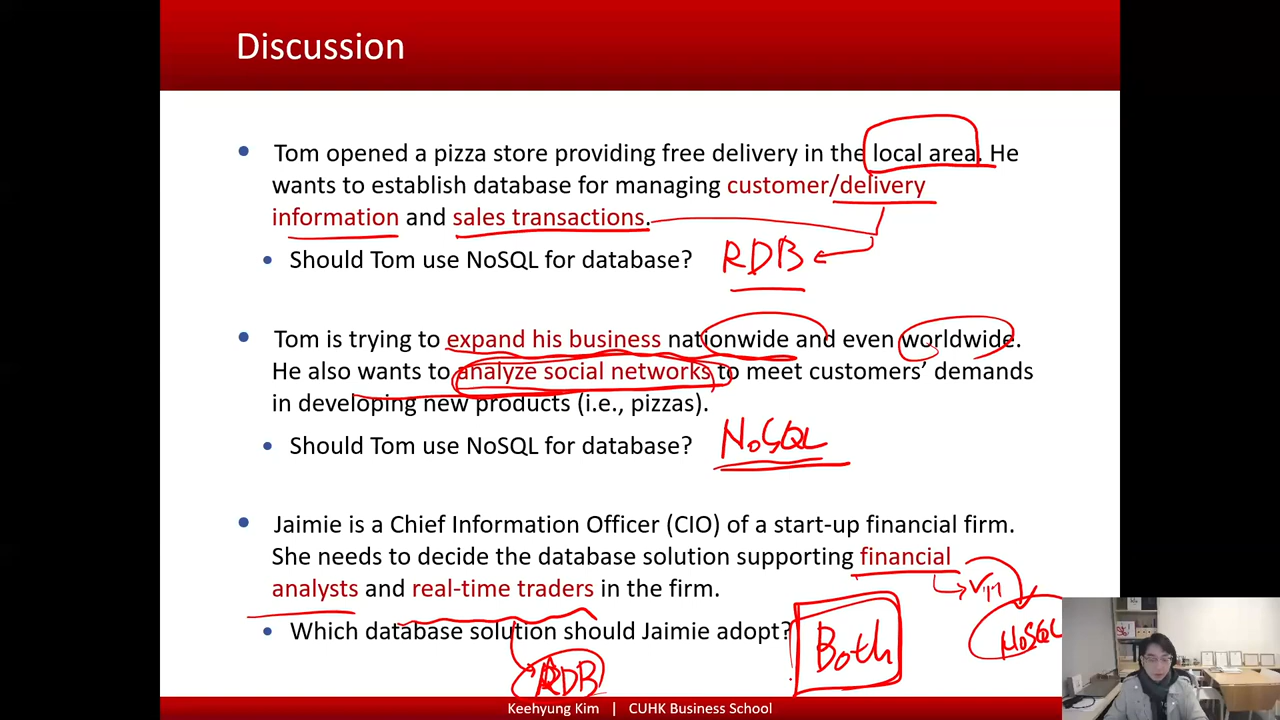 Discussion
• Tom opened a pizza store providing free delivery in the local area. He
wants to establish database for managing customer/delivery
information and sales transactions.
• Should Tom use NoSQL for database? RDB
• Tom is trying to expand his business nationwide and even worldwide.
He also wants to analyze social networks to meet customers' demands
in developing new products (i.e., pizzas).
• Should Tom use NoSQL for database? NoSQL
• Jaimie is a Chief Information Officer (CIO) of a start-up financial firm.
She needs to decide the database solution supporting financial
analysts and real-time traders in the firm.
• Which database solution should Jaimie adopt? Both NoSQL
RDB
Keehyung Kim | CUHK Business School